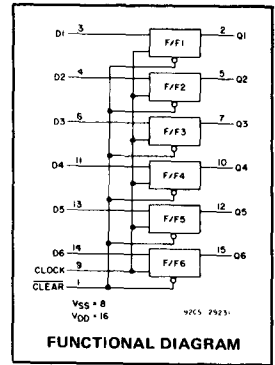 D1 3 F/F1 2 Q1
D2 4 F/F2 5 Q2
D3 6 F/F3 7 Q3
D4 11 F/F4 10 Q4
D5 13 F/F5 12 Q5
D6 14 F/F6 15 Q6
CLOCK 9
CLEAR 1
VSS = 8
VDD = 16
92CS-2923
FUNCTIONAL DIAGRAM